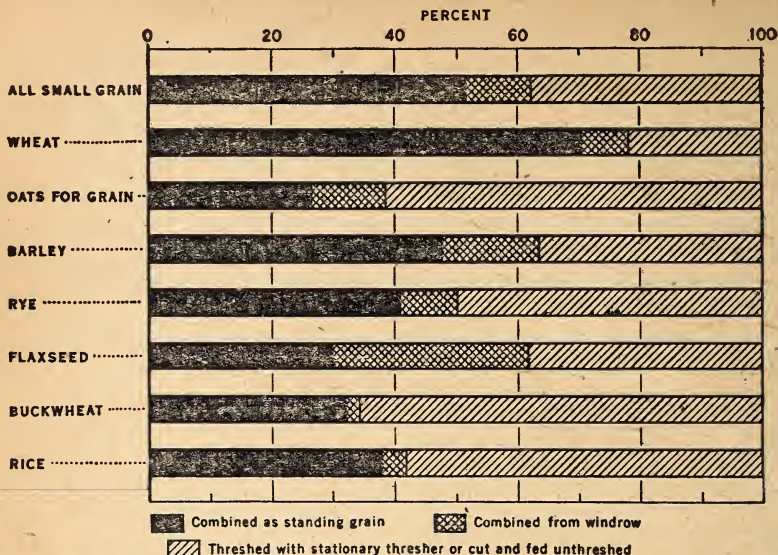 PERCENT
0 20 40 60 80 100
ALL SMALL GRAIN
WHEAT
OATS FOR GRAIN
BARLEY
RYE
FLAXSEED
BUCKWHEAT
RICE
Combined as standing grain Combined from windrow
Threshed with stationary thresher or cut and fed unthreshed